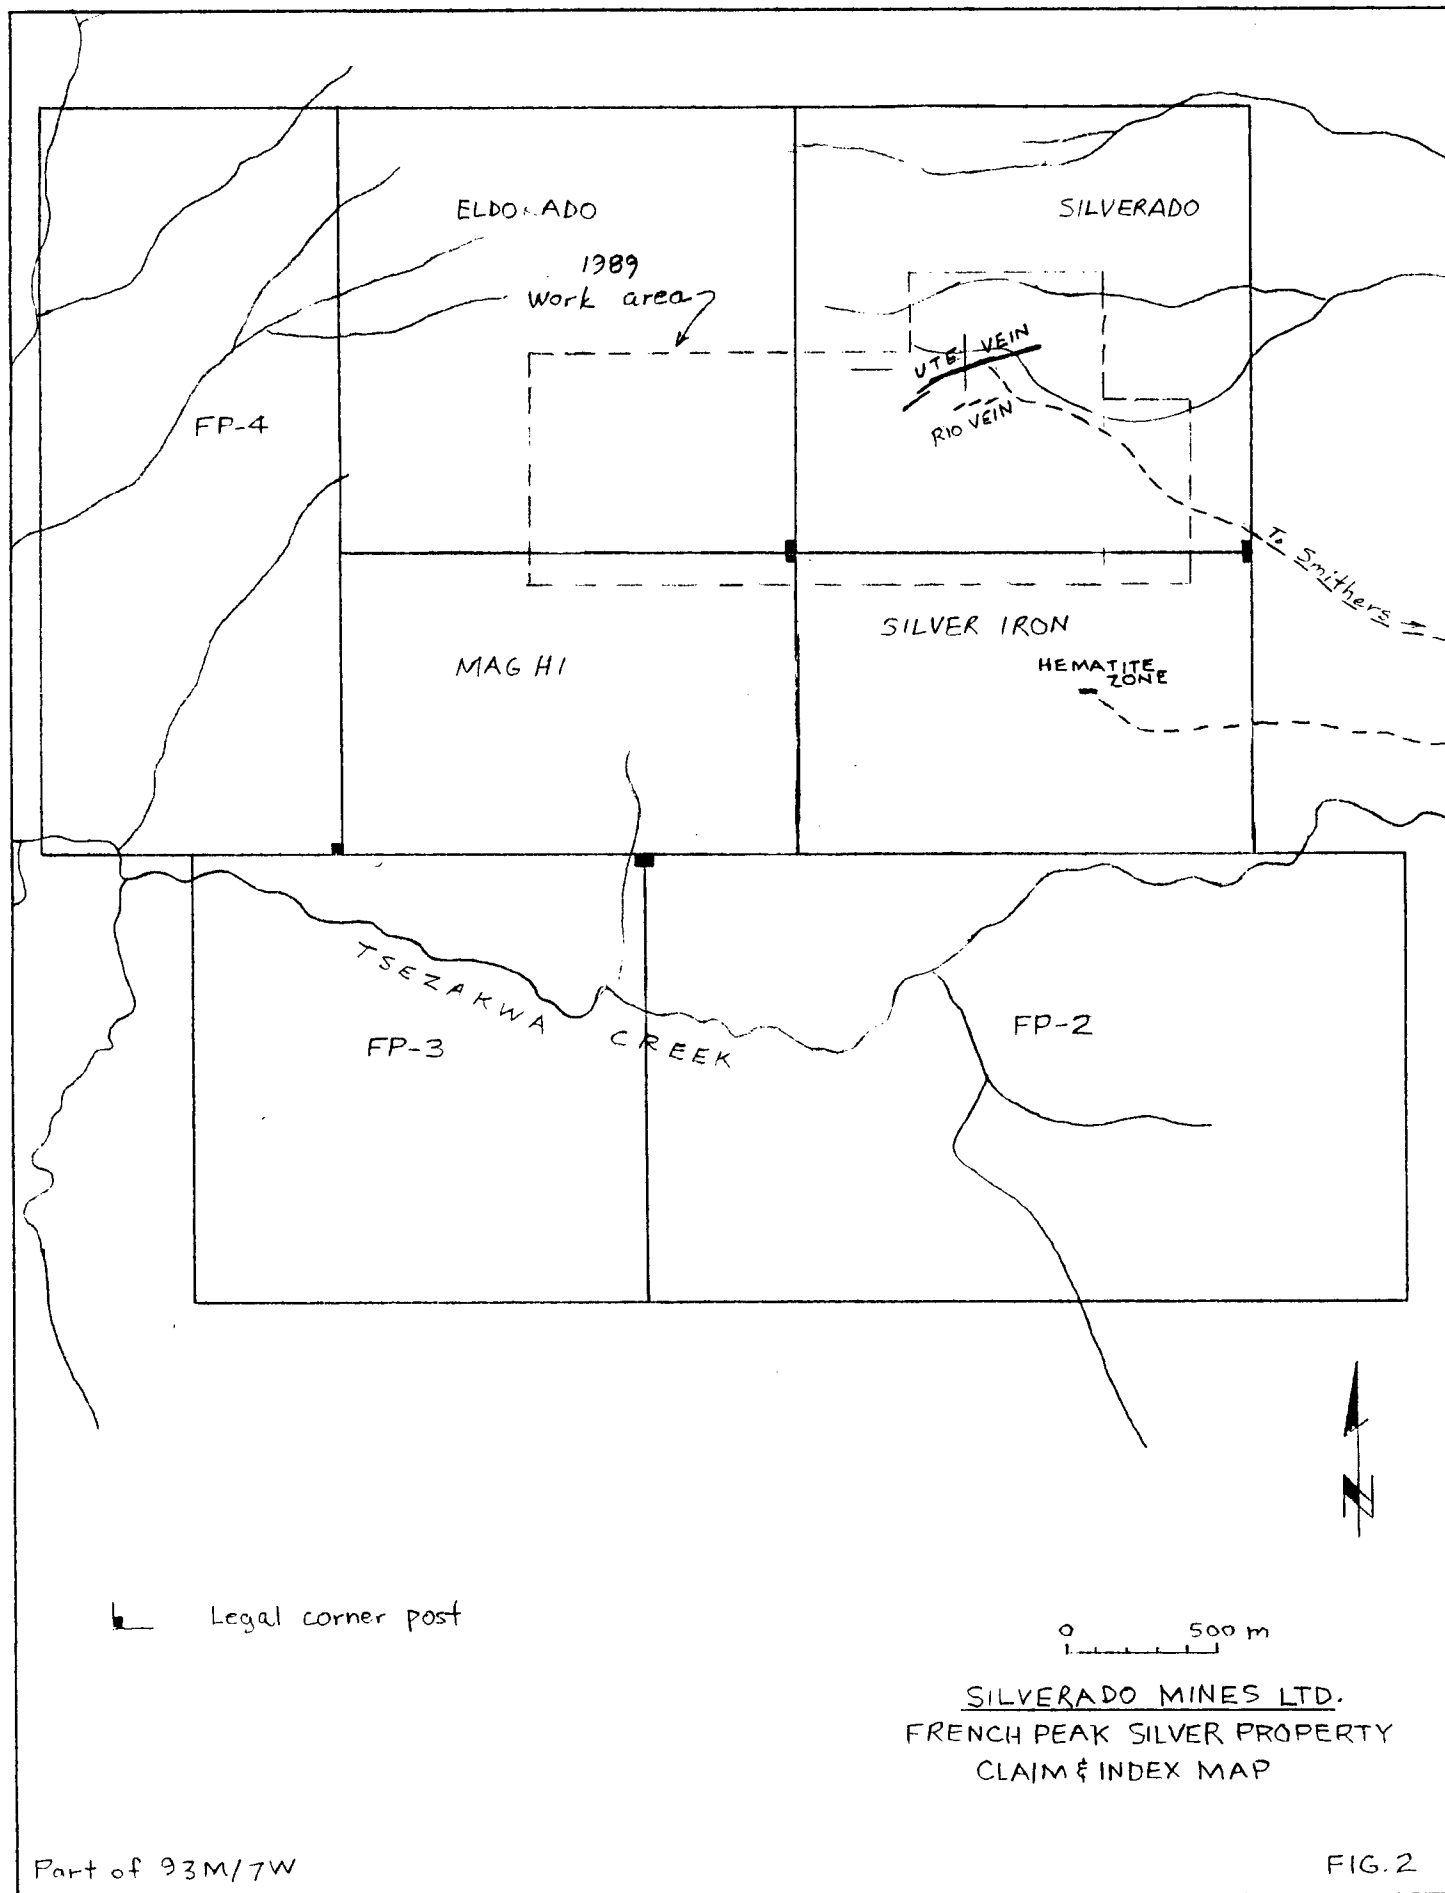 ELDORADO
SILVERADO
1989
Work area
UTE VEIN
RIO VEIN
FP-4
To Smithers
SILVER IRON
MAG HI
HEMATITE
ZONE
TSEZAKWA CREEK
FP-3
FP-2
N
Legal corner post
0 500 m
SILVERADO MINES LTD.
FRENCH PEAK SILVER PROPERTY
CLAIM & INDEX MAP
Part of 93M/7W
FIG. 2